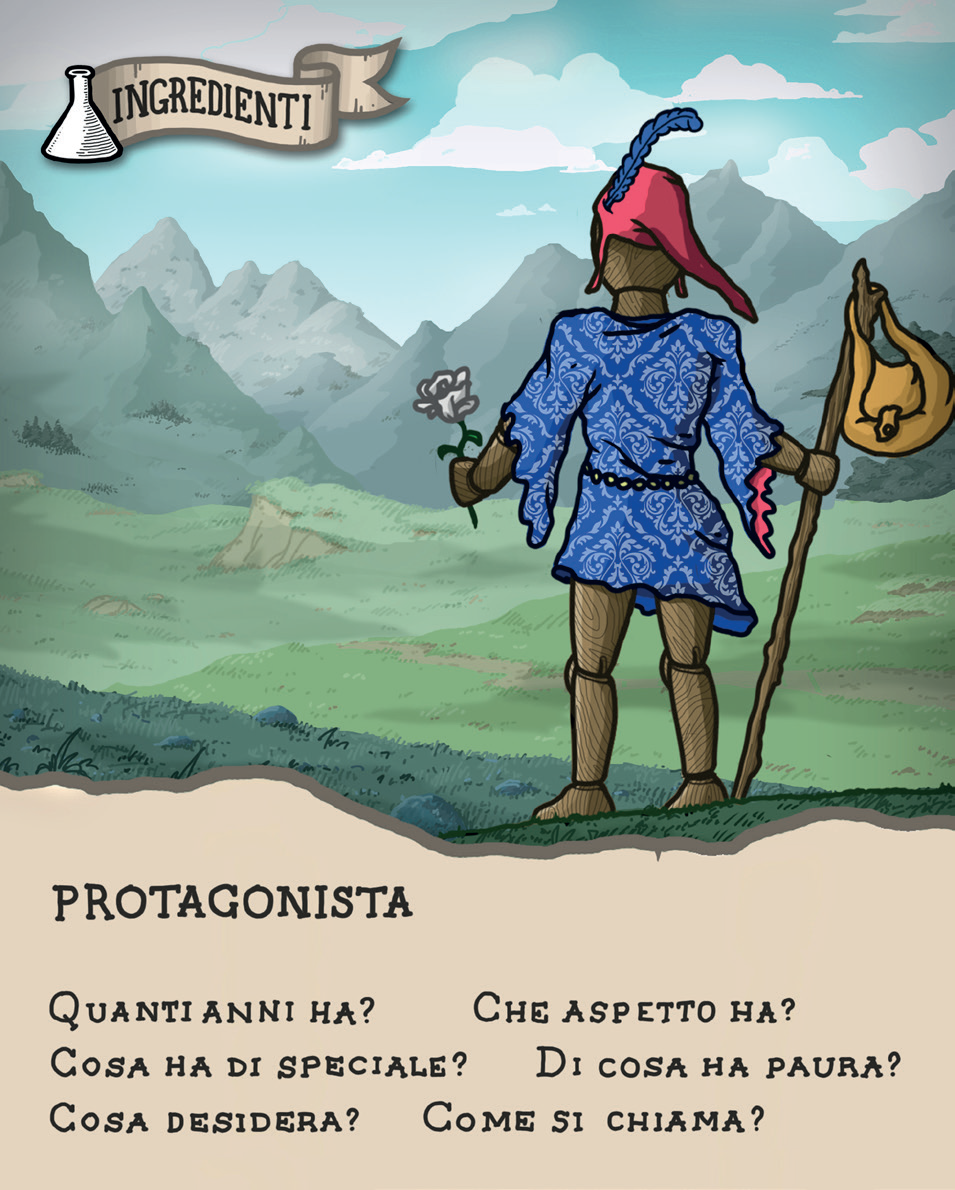 INGREDIENTI
PROTAGONISTA
QUANTI ANNI HA? CHE ASPETTO HA?
COSA HA DI SPECIALE? DI COSA HA PAURA?
COSA DESIDERA? COME SI CHIAMA?